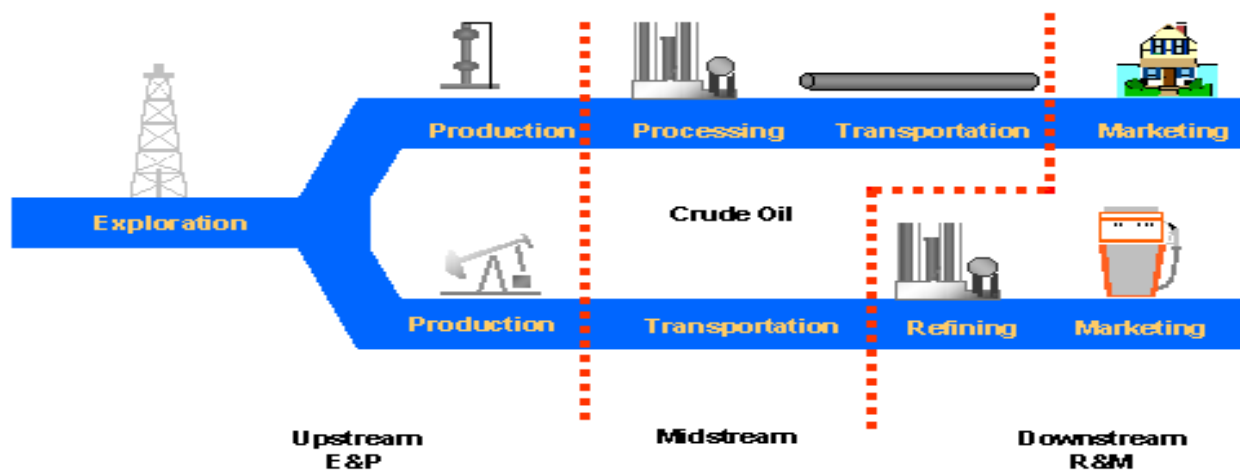 Production
Processing
Transportation
Marketing
Exploration
Crude Oil
Production
Transportation
Refining
Marketing
Upstream
E&P
Midstream
Downstream
R&M